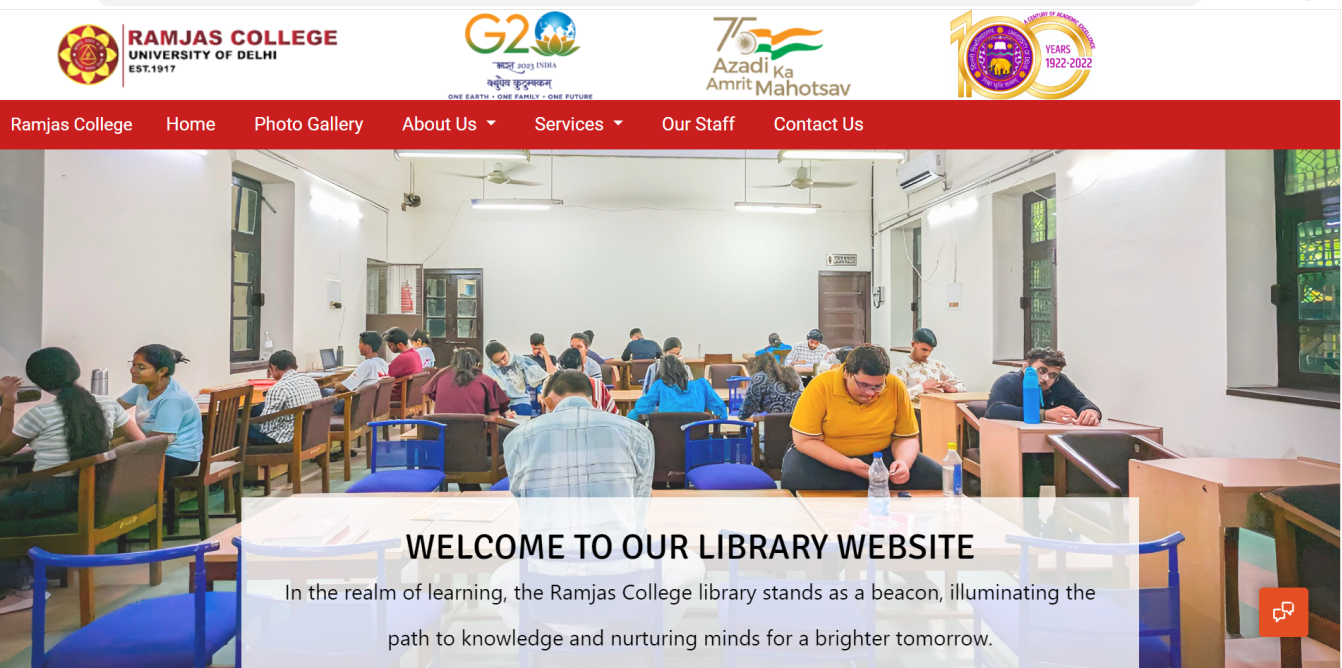 RAMJAS COLLEGE
UNIVERSITY OF DELHI
EST.1917
G20
भारत 2023 INDIA
वसुधैव कुटुम्बकम्
ONE EARTH • ONE FAMILY • ONE FUTURE
75
Azadi Ka
Amrit Mahotsav
A CENTURY OF ACADEMIC EXCELLENCE
100
YEARS
1922-2022
Ramjas College Home Photo Gallery About Us Services Our Staff Contact Us
WELCOME TO OUR LIBRARY WEBSITE
In the realm of learning, the Ramjas College library stands as a beacon, illuminating the
path to knowledge and nurturing minds for a brighter tomorrow.